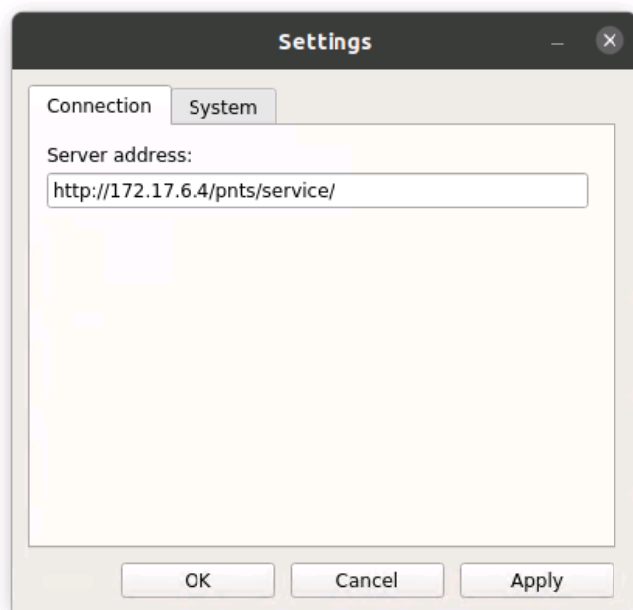 Settings
Connection System
Server address:
http://172.17.6.4/pnts/service/
OK Cancel Apply